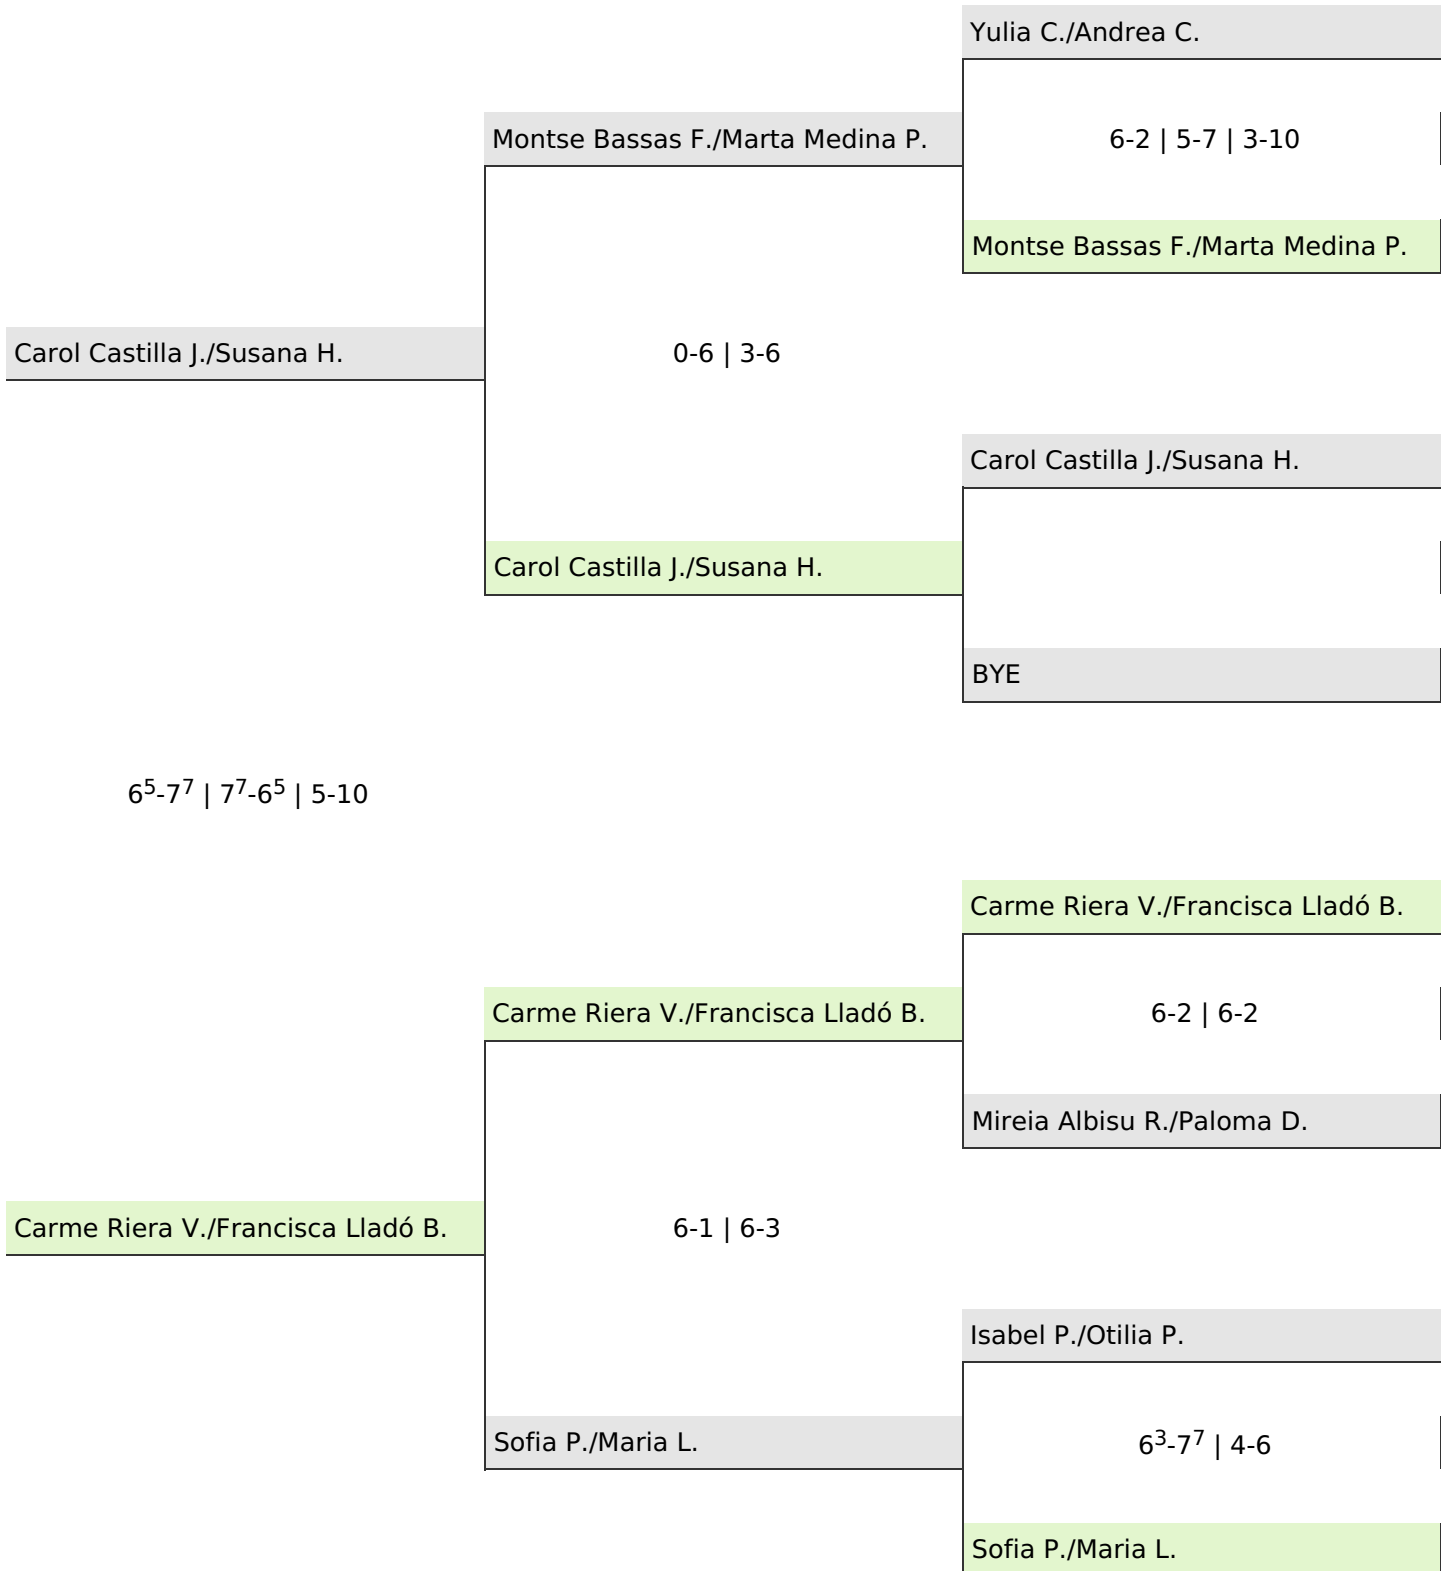 Yulia C./Andrea C.
Montse Bassas F./Marta Medina P.
6-2 | 5-7 | 3-10
Montse Bassas F./Marta Medina P.
Carol Castilla J./Susana H.
0-6 | 3-6
Carol Castilla J./Susana H.
Carol Castilla J./Susana H.
BYE
6⁵-7⁷ | 7⁷-6⁵ | 5-10
Carme Riera V./Francisca Lladó B.
Carme Riera V./Francisca Lladó B.
6-2 | 6-2
Mireia Albisu R./Paloma D.
Carme Riera V./Francisca Lladó B.
6-1 | 6-3
Isabel P./Otilia P.
Sofia P./Maria L.
6³-7⁷ | 4-6
Sofia P./Maria L.